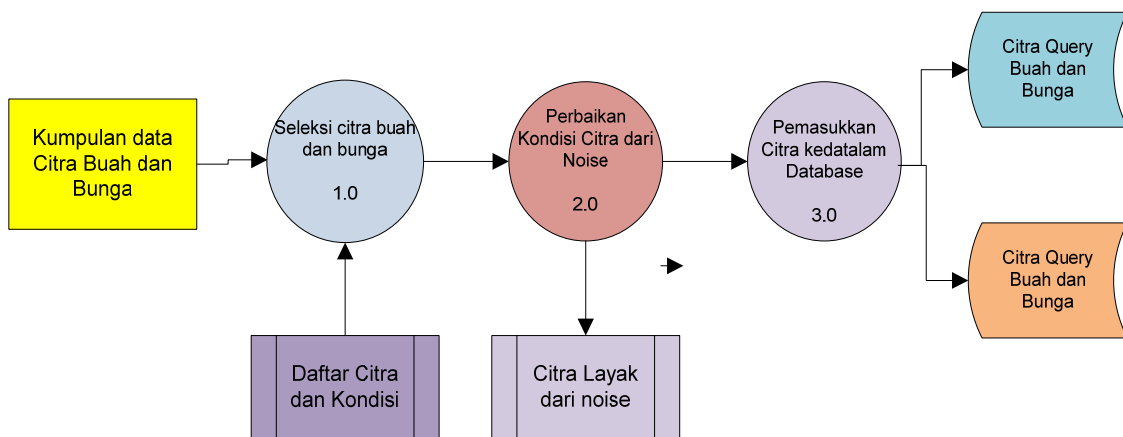 Kumpulan data
Citra Buah dan
Bunga
Seleksi citra buah
dan bunga
1.0
Perbaikan
Kondisi Citra dari
Noise
2.0
Pemasukkan
Citra kedatalam
Database
3.0
Citra Query
Buah dan
Bunga
Citra Query
Buah dan
Bunga
Daftar Citra
dan Kondisi
Citra Layak
dari noise